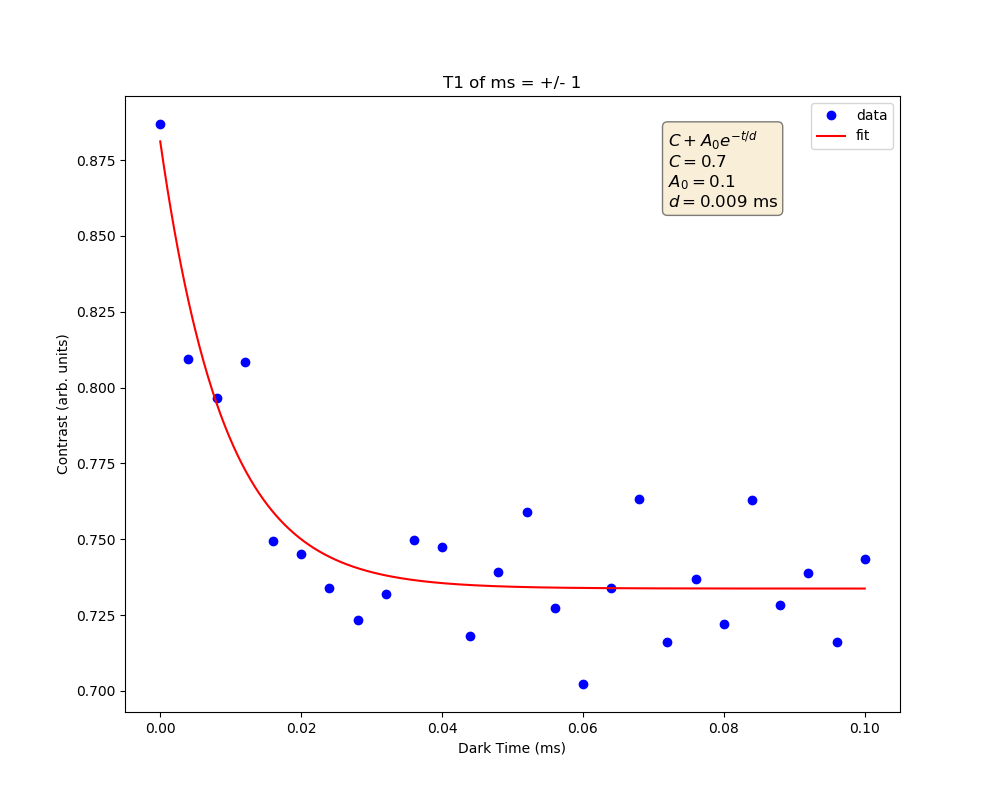 T1 of ms = +/- 1
data
fit
C + A₀e^{-t/d}
C = 0.7
A₀ = 0.1
d = 0.009 ms
0.875
0.850
0.825
0.800
0.775
0.750
0.725
0.700
Contrast (arb. units)
0.00 0.02 0.04 0.06 0.08 0.10
Dark Time (ms)